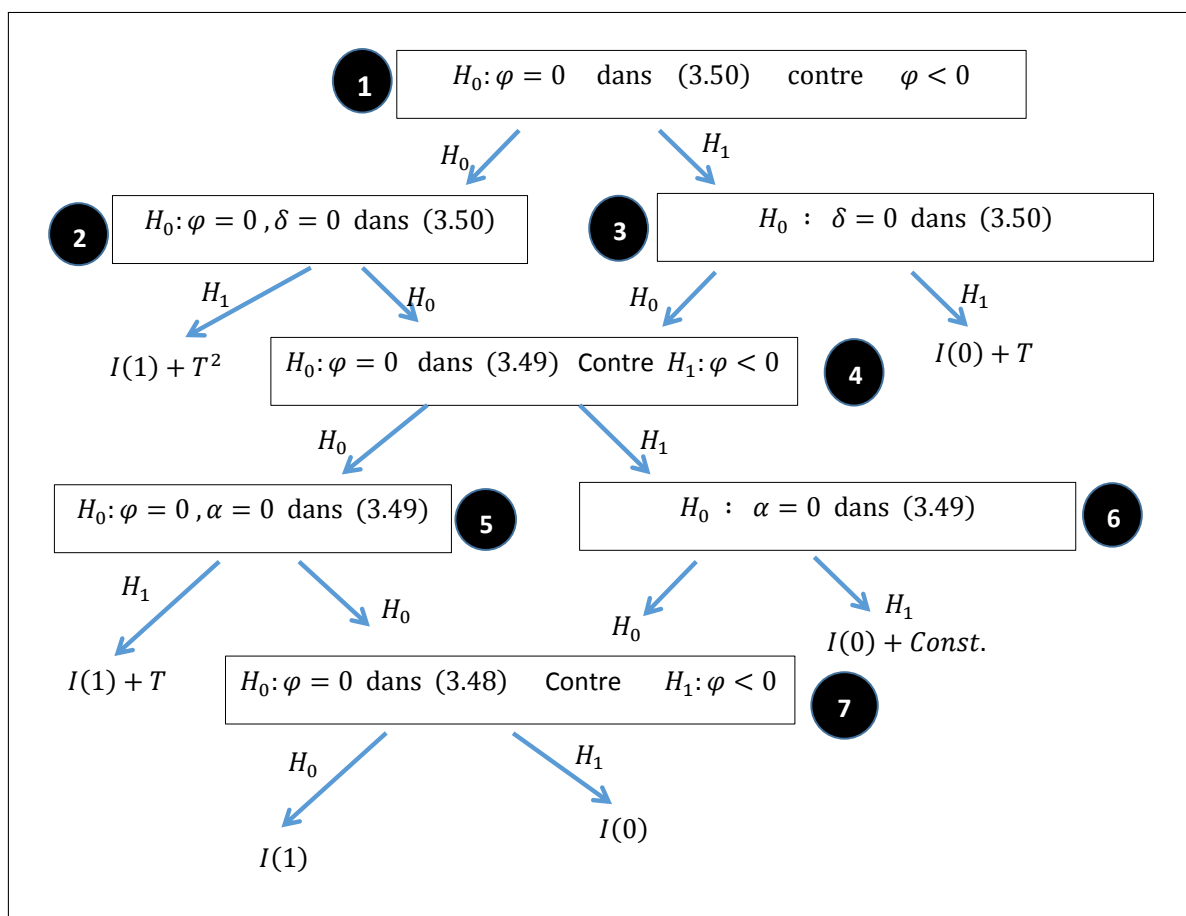 1
H₀: φ = 0 dans (3.50) contre φ < 0
H₀
H₁
2
H₀: φ = 0 , δ = 0 dans (3.50)
3
H₀ : δ = 0 dans (3.50)
H₁
H₀
H₀
H₁
I(1) + T²
H₀: φ = 0 dans (3.49) Contre H₁: φ < 0
4
I(0) + T
H₀
H₁
H₀: φ = 0 , α = 0 dans (3.49)
5
H₀ : α = 0 dans (3.49)
6
H₁
H₀
H₀
H₁
I(1) + T
I(0) + Const.
H₀: φ = 0 dans (3.48) Contre H₁: φ < 0
7
H₀
H₁
I(1)
I(0)